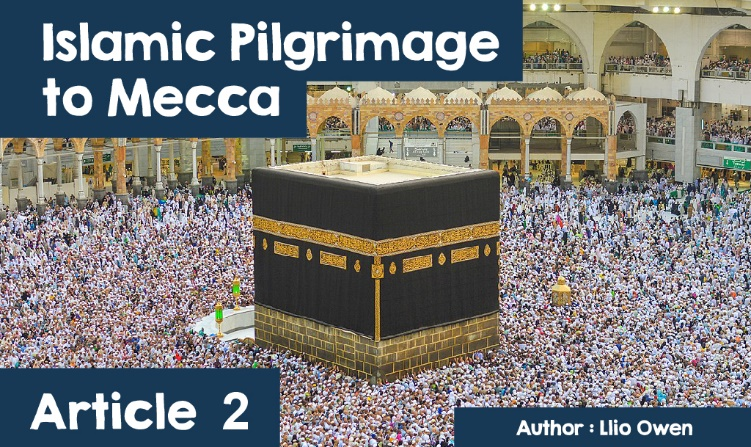 Islamic Pilgrimage
to Mecca
Article 2
Author : Llio Owen